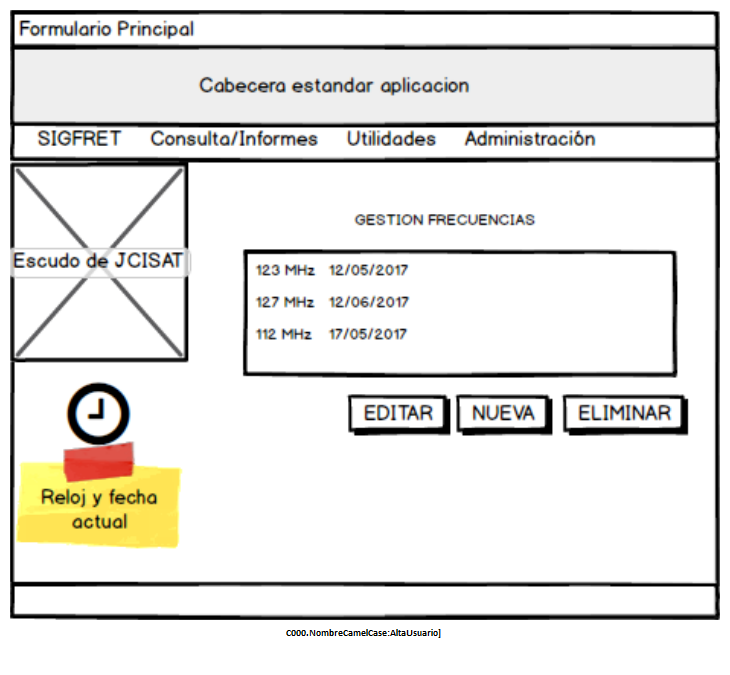 Formulario Principal
Cabecera estandar aplicacion
SIGFRET Consulta/Informes Utilidades Administración
Escudo de JCISAT
GESTION FRECUENCIAS
123 MHz 12/05/2017
127 MHz 12/06/2017
112 MHz 17/05/2017
EDITAR NUEVA ELIMINAR
Reloj y fecha
actual
C000.NombreCamelCase:AltaUsuario]